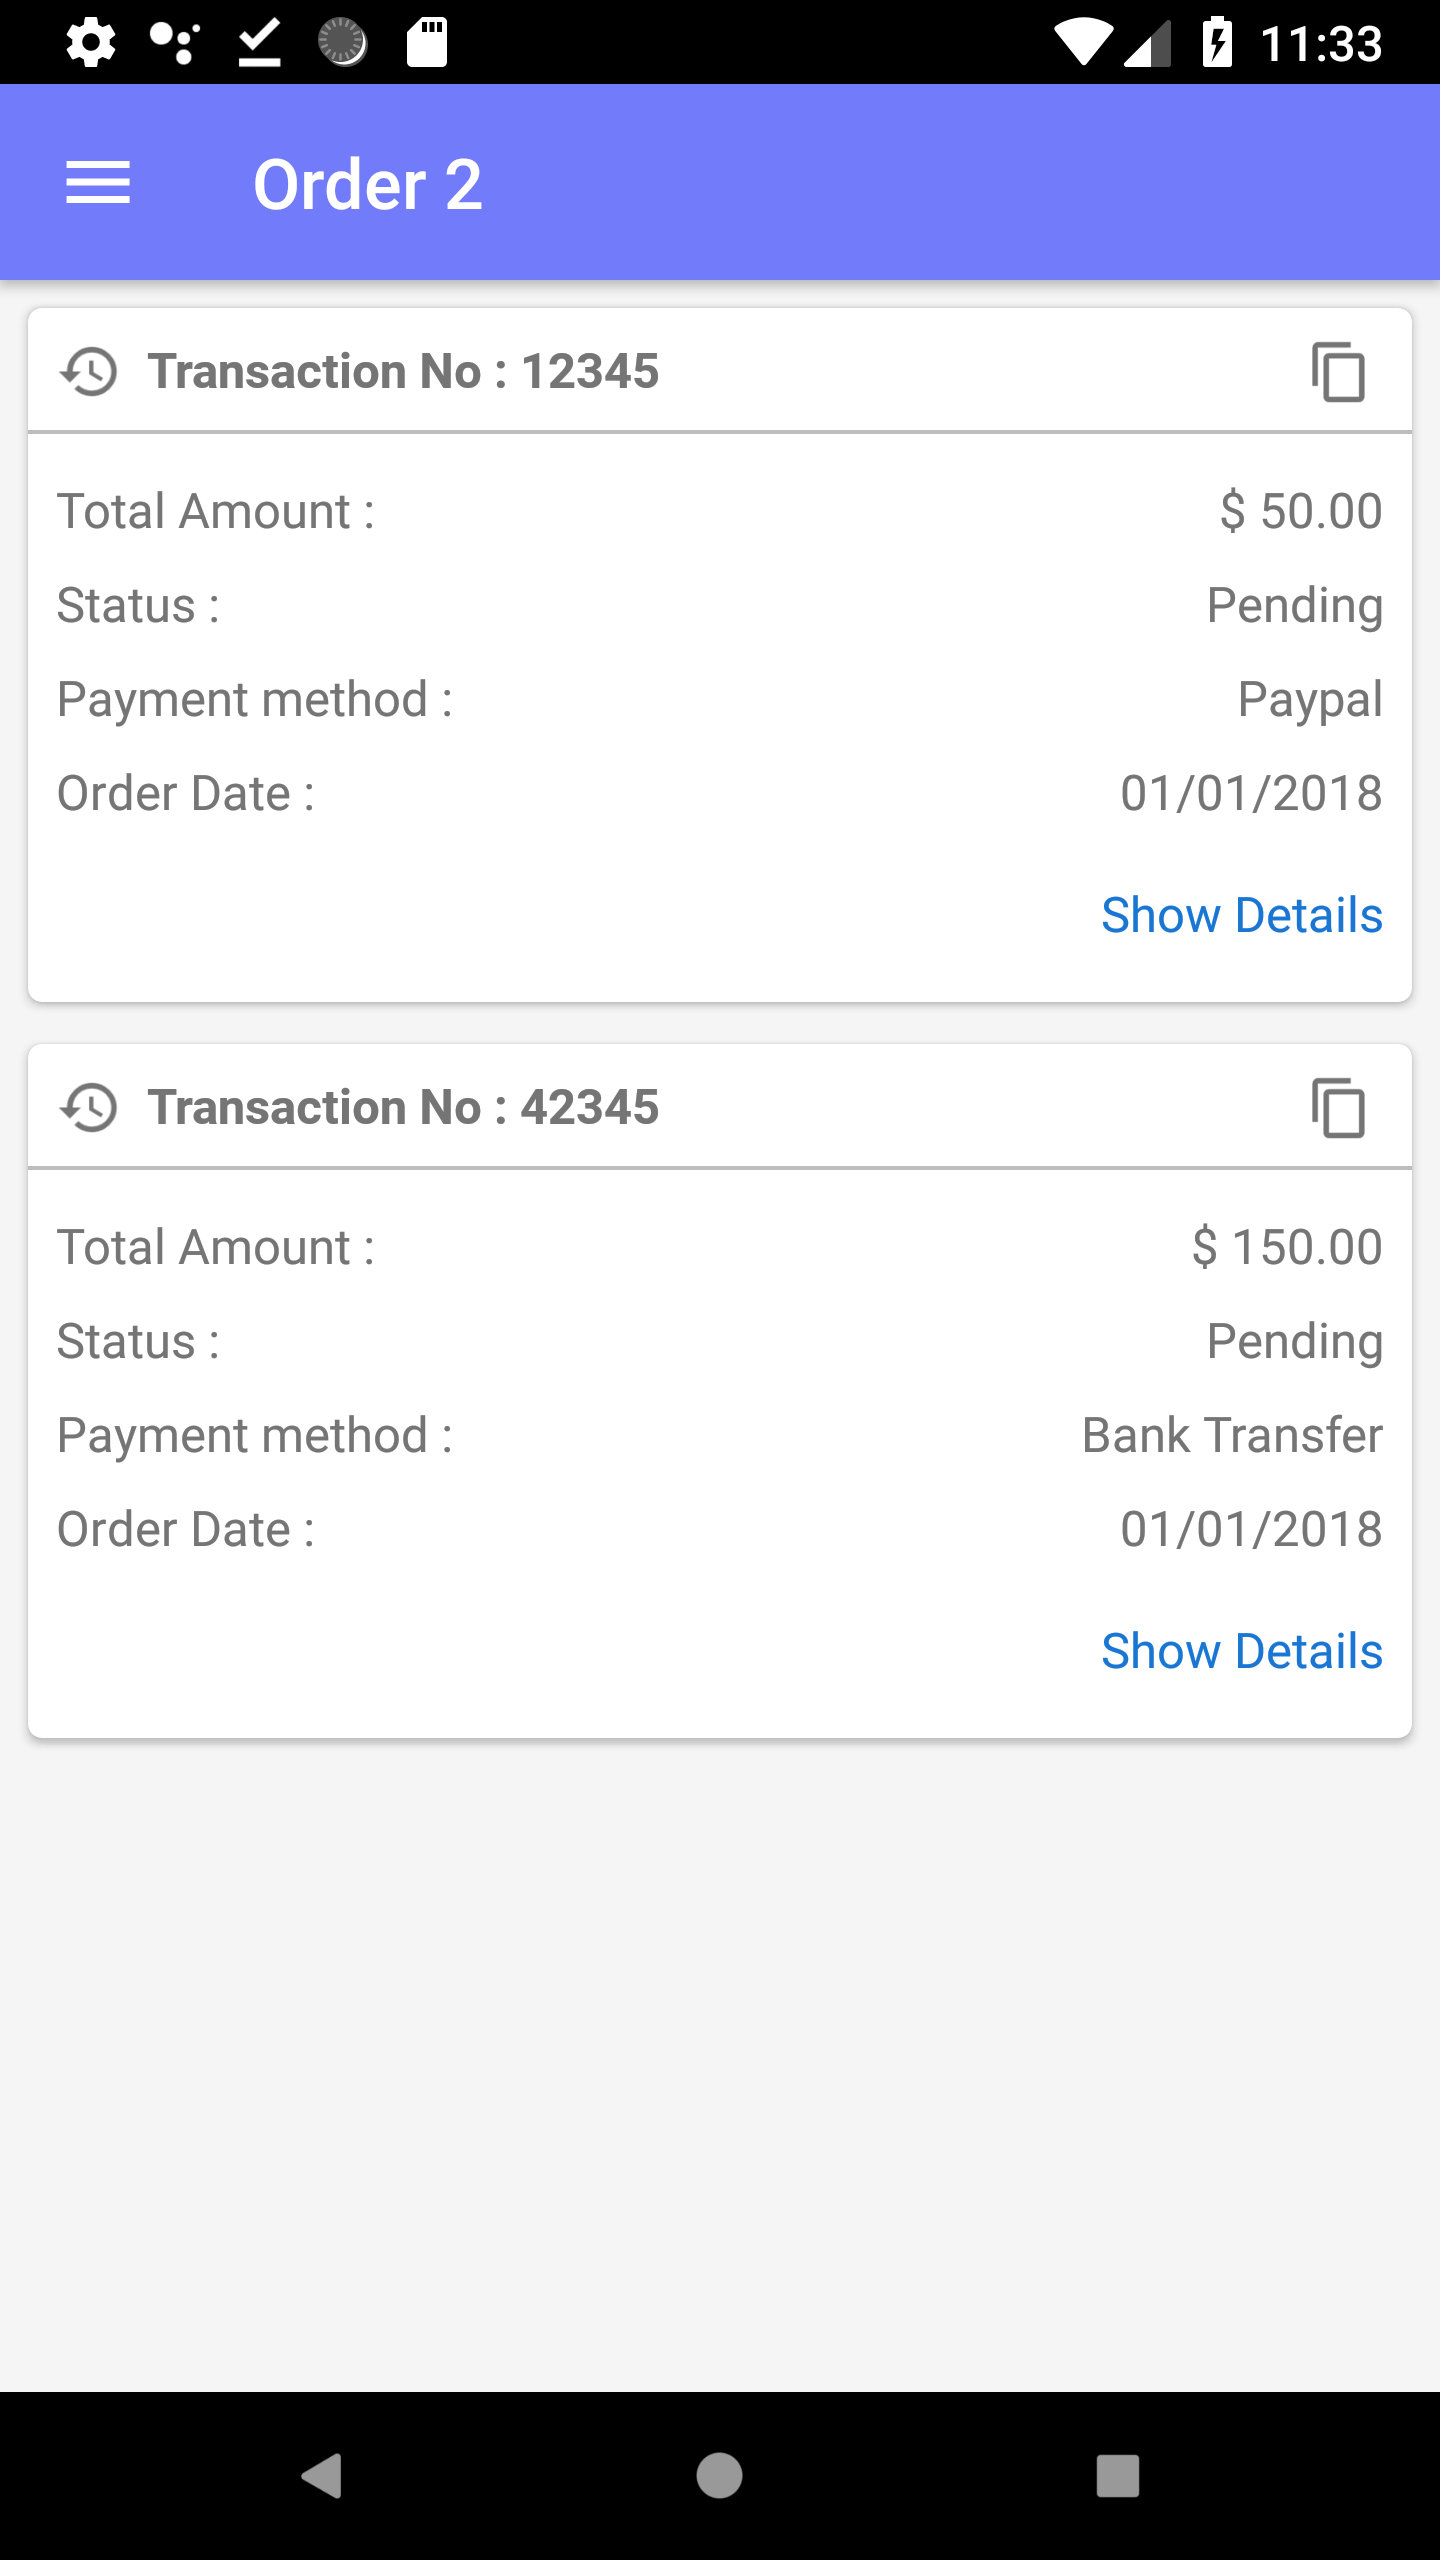 11:33
Order 2
Transaction No : 12345
Total Amount : $ 50.00
Status : Pending
Payment method : Paypal
Order Date : 01/01/2018
Show Details
Transaction No : 42345
Total Amount : $ 150.00
Status : Pending
Payment method : Bank Transfer
Order Date : 01/01/2018
Show Details